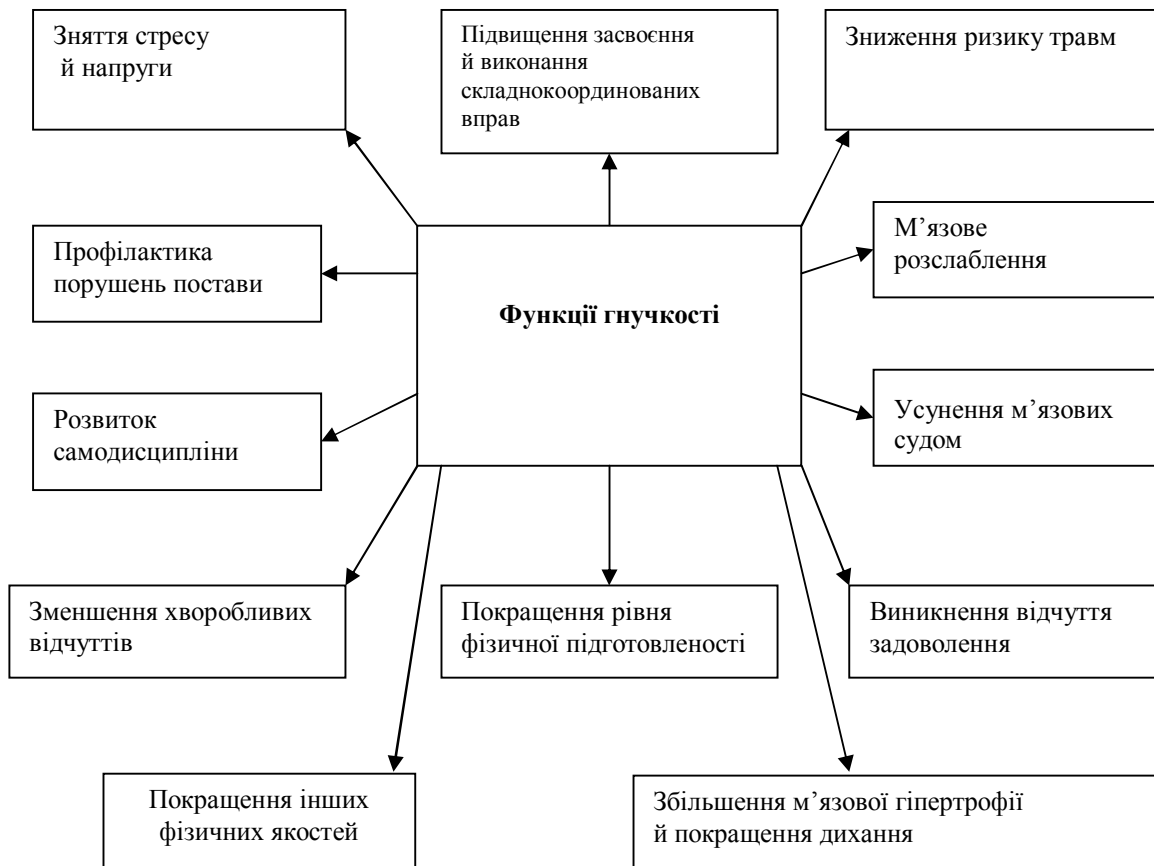 Зняття стресу
й напруги
Підвищення засвоєння
й виконання
складнокоординованих
вправ
Зниження ризику травм
Профілактика
порушень постави
Функції гнучкості
М’язове
розслаблення
Розвиток
самодисципліни
Усунення м’язових
судом
Зменшення хворобливих
відчуттів
Покращення рівня
фізичної підготовленості
Виникнення відчуття
задоволення
Покращення інших
фізичних якостей
Збільшення м’язової гіпертрофії
й покращення дихання